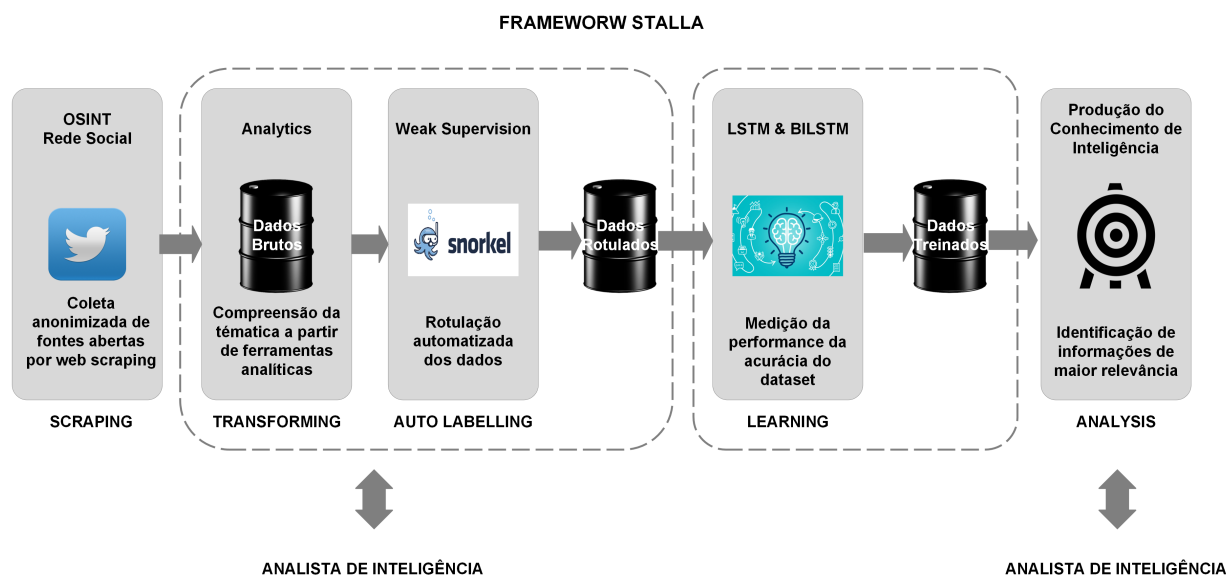 FRAMEWORW STALLA
OSINT
Rede Social
Coleta
anonimizada de
fontes abertas
por web scraping
SCRAPING
Analytics
Dados
Brutos
Compreensão da
tématica a partir
de ferramentas
analíticas
TRANSFORMING
Weak Supervision
snorkel
Rotulação
automatizada
dos dados
AUTO LABELLING
Dados
Rotulados
LSTM & BILSTM
Medição da
performance da
acurácia do
dataset
LEARNING
Dados
Treinados
Produção do
Conhecimento de
Inteligência
Identificação de
informações de
maior relevância
ANALYSIS
ANALISTA DE INTELIGÊNCIA
ANALISTA DE INTELIGÊNCIA